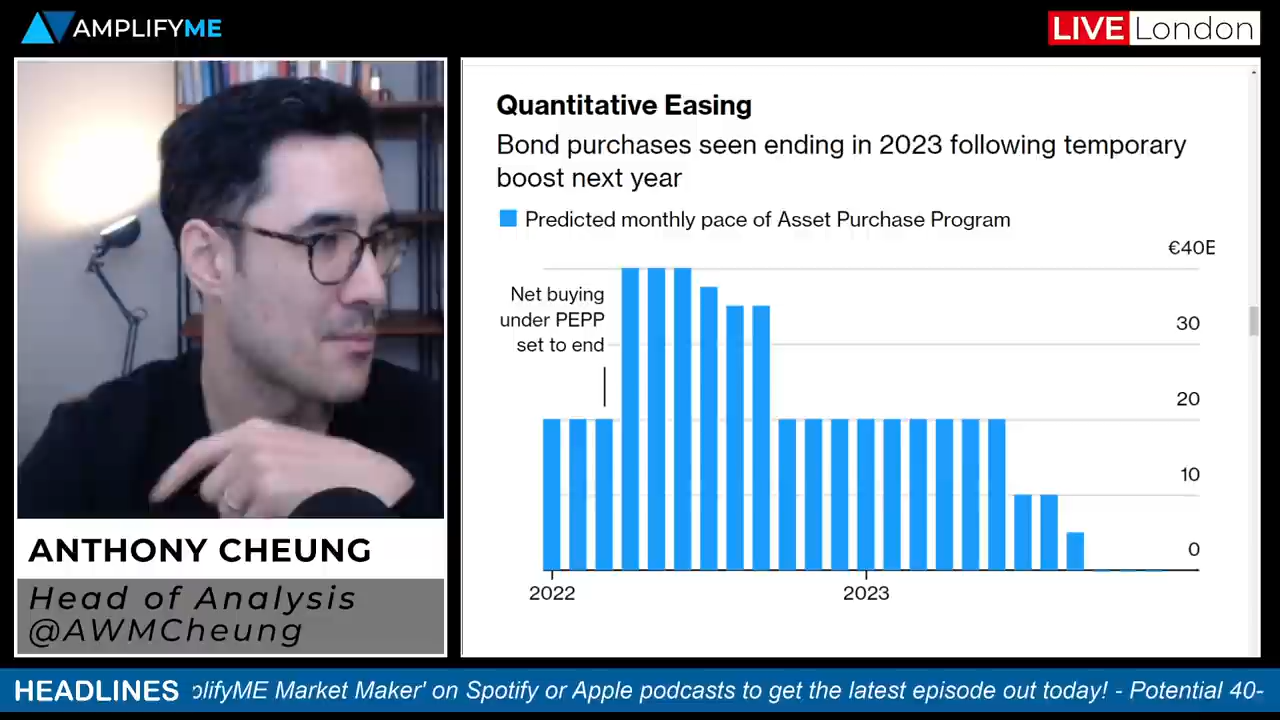 AMPLIFYME
LIVE London
Quantitative Easing
Bond purchases seen ending in 2023 following temporary
boost next year
Predicted monthly pace of Asset Purchase Program
€40E
Net buying
under PEPP
set to end
30
20
10
0
2022 2023
ANTHONY CHEUNG
Head of Analysis
@AWMCheung
HEADLINES plifyME Market Maker' on Spotify or Apple podcasts to get the latest episode out today! - Potential 40-